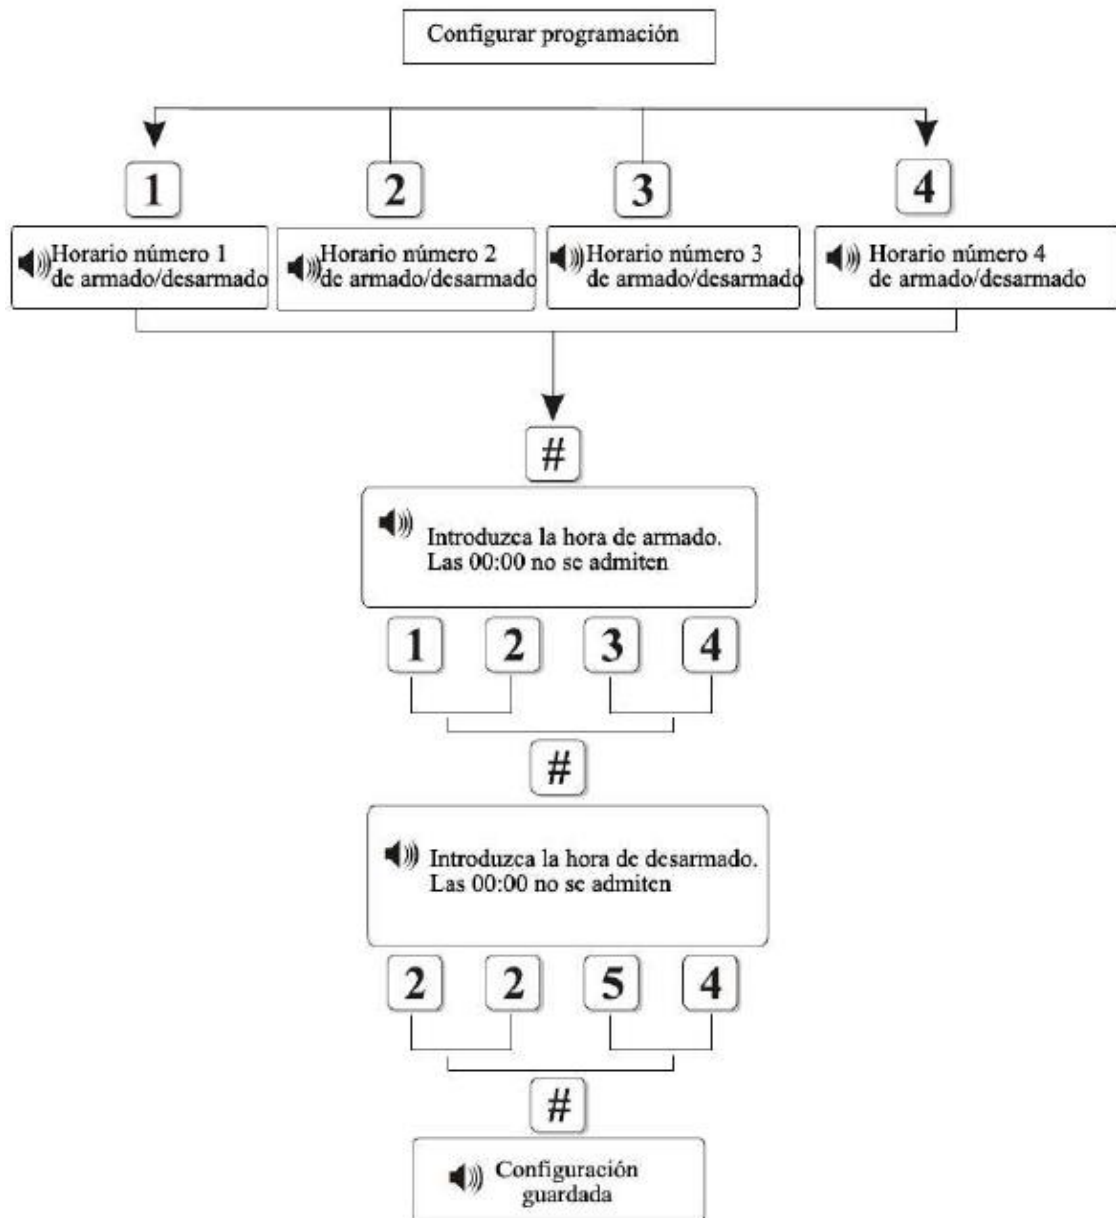 Configurar programación
1
2
3
4
Horario número 1
de armado/desarmado
Horario número 2
de armado/desarmado
Horario número 3
de armado/desarmado
Horario número 4
de armado/desarmado
#
Introduzca la hora de armado.
Las 00:00 no se admiten
1 2 3 4
#
Introduzca la hora de desarmado.
Las 00:00 no se admiten
2 2 5 4
#
Configuración
guardada